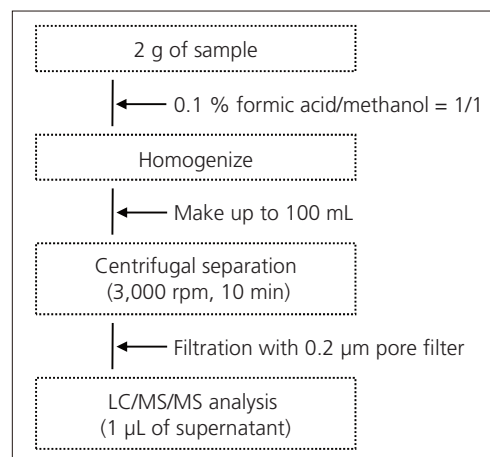 2 g of sample
0.1 % formic acid/methanol = 1/1
Homogenize
Make up to 100 mL
Centrifugal separation
(3,000 rpm, 10 min)
Filtration with 0.2 µm pore filter
LC/MS/MS analysis
(1 µL of supernatant)